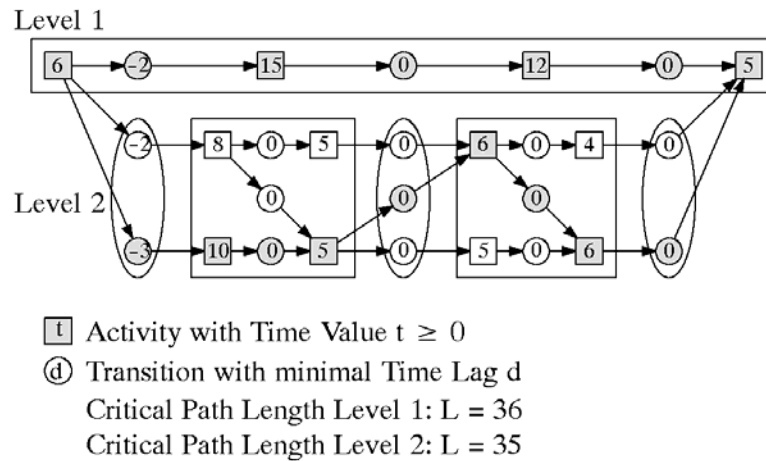 Level 1
6 -2 15 0 12 0 5
-2 8 0 5 0 6 0 4 0
0 0 0
Level 2
-3 10 0 5 0 5 0 6 0
t Activity with Time Value t ≥ 0
d Transition with minimal Time Lag d
Critical Path Length Level 1: L = 36
Critical Path Length Level 2: L = 35